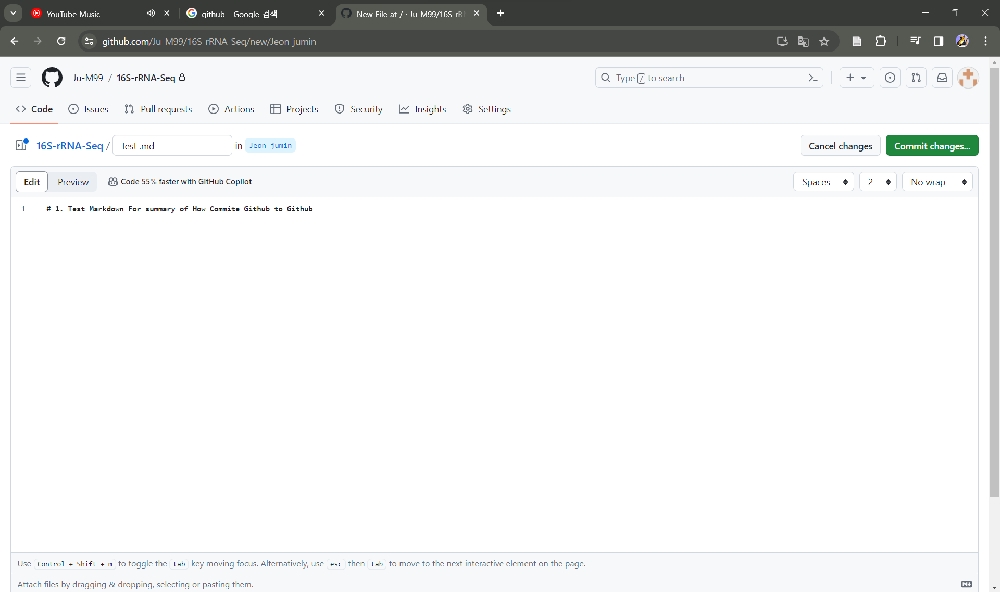 YouTube Music
github - Google 검색
New File at / · Ju-M99/16S-rR
github.com/Ju-M99/16S-rRNA-Seq/new/Jeon-jumin
Ju-M99 / 16S-rRNA-Seq
Type / to search
Code Issues Pull requests Actions Projects Security Insights Settings
16S-rRNA-Seq / Test .md in Jeon-jumin Cancel changes Commit changes...
Edit Preview Code 55% faster with GitHub Copilot Spaces 2 No wrap
1 # 1. Test Markdown For summary of How Commite Github to Github
Use Control + Shift + m to toggle the tab key moving focus. Alternatively, use esc then tab to move to the next interactive element on the page.
Attach files by dragging & dropping, selecting or pasting them.